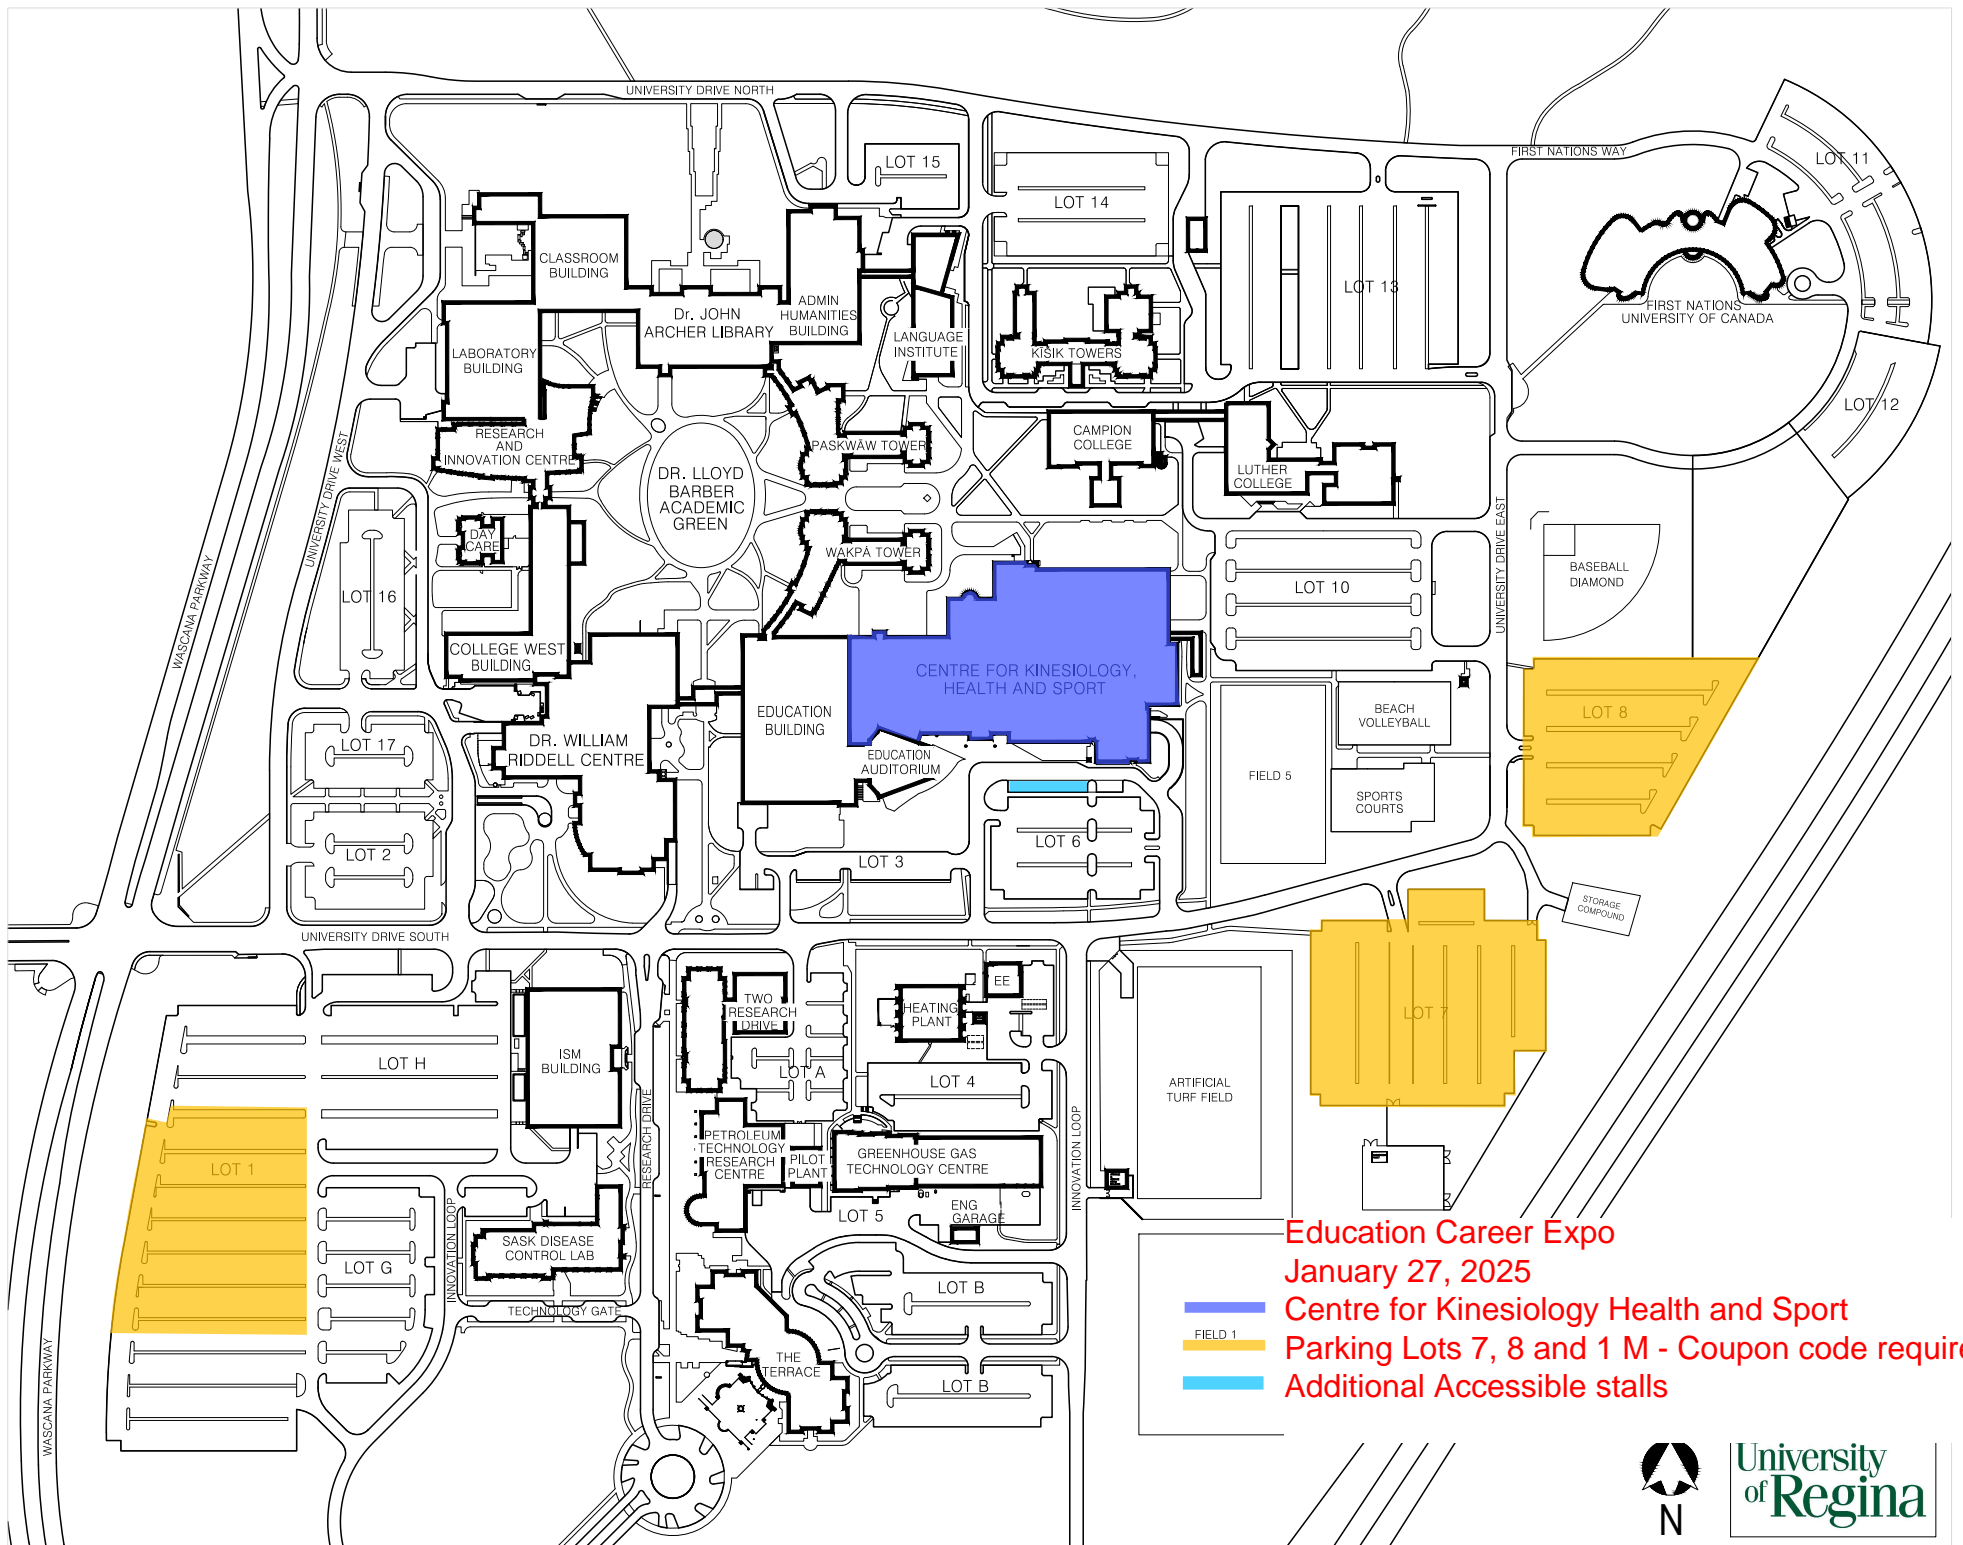 UNIVERSITY DRIVE NORTH
FIRST NATIONS WAY
LOT 11
LOT 15
LOT 14
CLASSROOM
BUILDING
LOT 13
ADMIN
HUMANITIES
BUILDING
Dr. JOHN
ARCHER LIBRARY
FIRST NATIONS
UNIVERSITY OF CANADA
LANGUAGE
INSTITUTE
KĪSIK TOWERS
LABORATORY
BUILDING
LOT 12
RESEARCH
AND
INNOVATION CENTRE
PASKWĀW TOWER
CAMPION
COLLEGE
LUTHER
COLLEGE
DR. LLOYD
BARBER
ACADEMIC
GREEN
UNIVERSITY DRIVE WEST
UNIVERSITY DRIVE EAST
WASCANA PARKWAY
DAY
CARE
WAKPÁ TOWER
BASEBALL
DIAMOND
LOT 16
LOT 10
COLLEGE WEST
BUILDING
CENTRE FOR KINESIOLOGY,
HEALTH AND SPORT
EDUCATION
BUILDING
BEACH
VOLLEYBALL
LOT 8
LOT 17
DR. WILLIAM
RIDDELL CENTRE
EDUCATION
AUDITORIUM
FIELD 5
SPORTS
COURTS
LOT 2
LOT 3
LOT 6
STORAGE
COMPOUND
UNIVERSITY DRIVE SOUTH
TWO
RESEARCH
DRIVE
HEATING
PLANT
EE
LOT 7
LOT H
ISM
BUILDING
LOT A
LOT 4
ARTIFICIAL
TURF FIELD
RESEARCH DRIVE
INNOVATION LOOP
PETROLEUM
TECHNOLOGY
RESEARCH
CENTRE
PILOT
PLANT
GREENHOUSE GAS
TECHNOLOGY CENTRE
LOT 1
LOT 5
ENG
GARAGE
SASK DISEASE
CONTROL LAB
INNOVATION LOOP
LOT G
LOT B
TECHNOLOGY GATE
WASCANA PARKWAY
THE
TERRACE
LOT B
Education Career Expo
January 27, 2025
Centre for Kinesiology Health and Sport
FIELD 1
Parking Lots 7, 8 and 1 M - Coupon code require
Additional Accessible stalls
N
University
of Regina